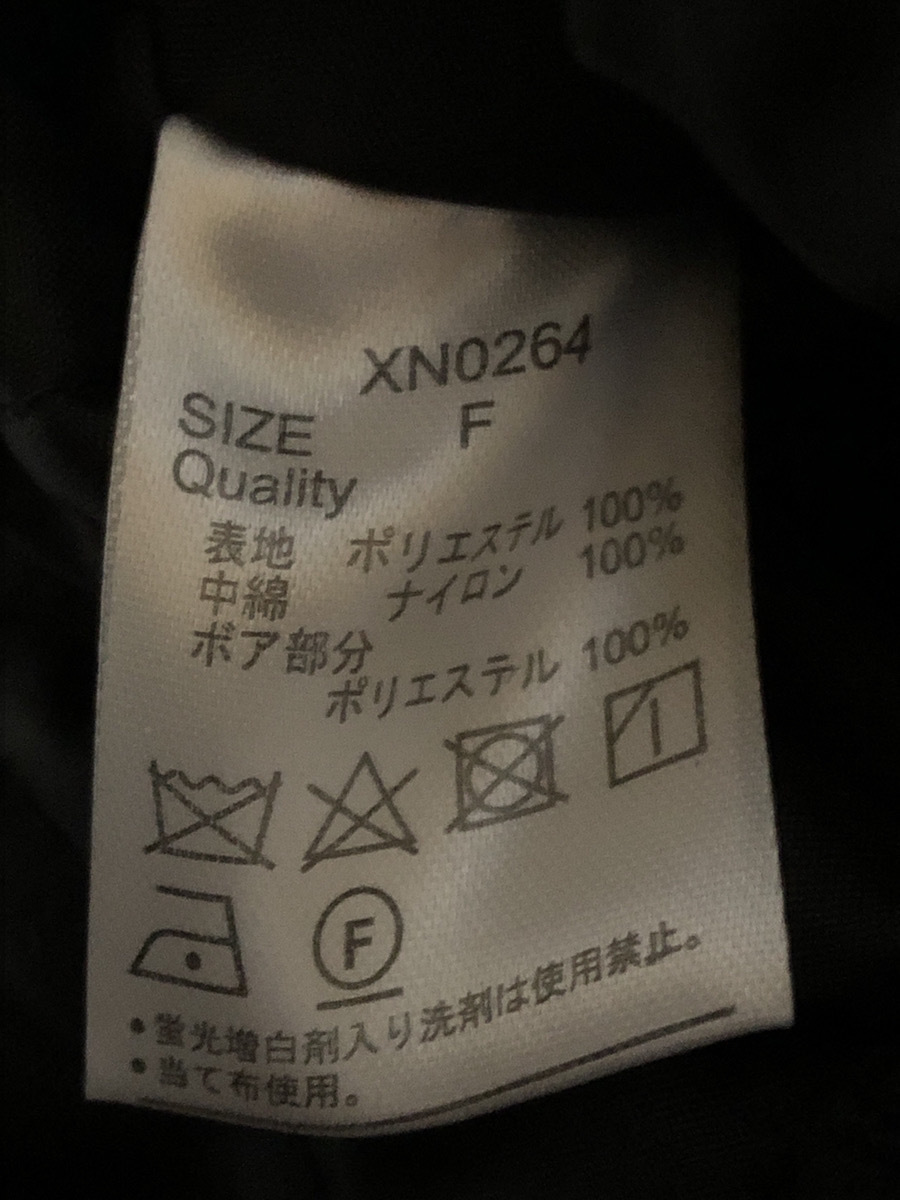 XN0264
SIZE F
Quality
表地 ポリエステル 100%
中綿 ナイロン 100%
ボア部分
ポリエステル 100%
F
・蛍光増白剤入り洗剤は使用禁止。
・当て布使用。